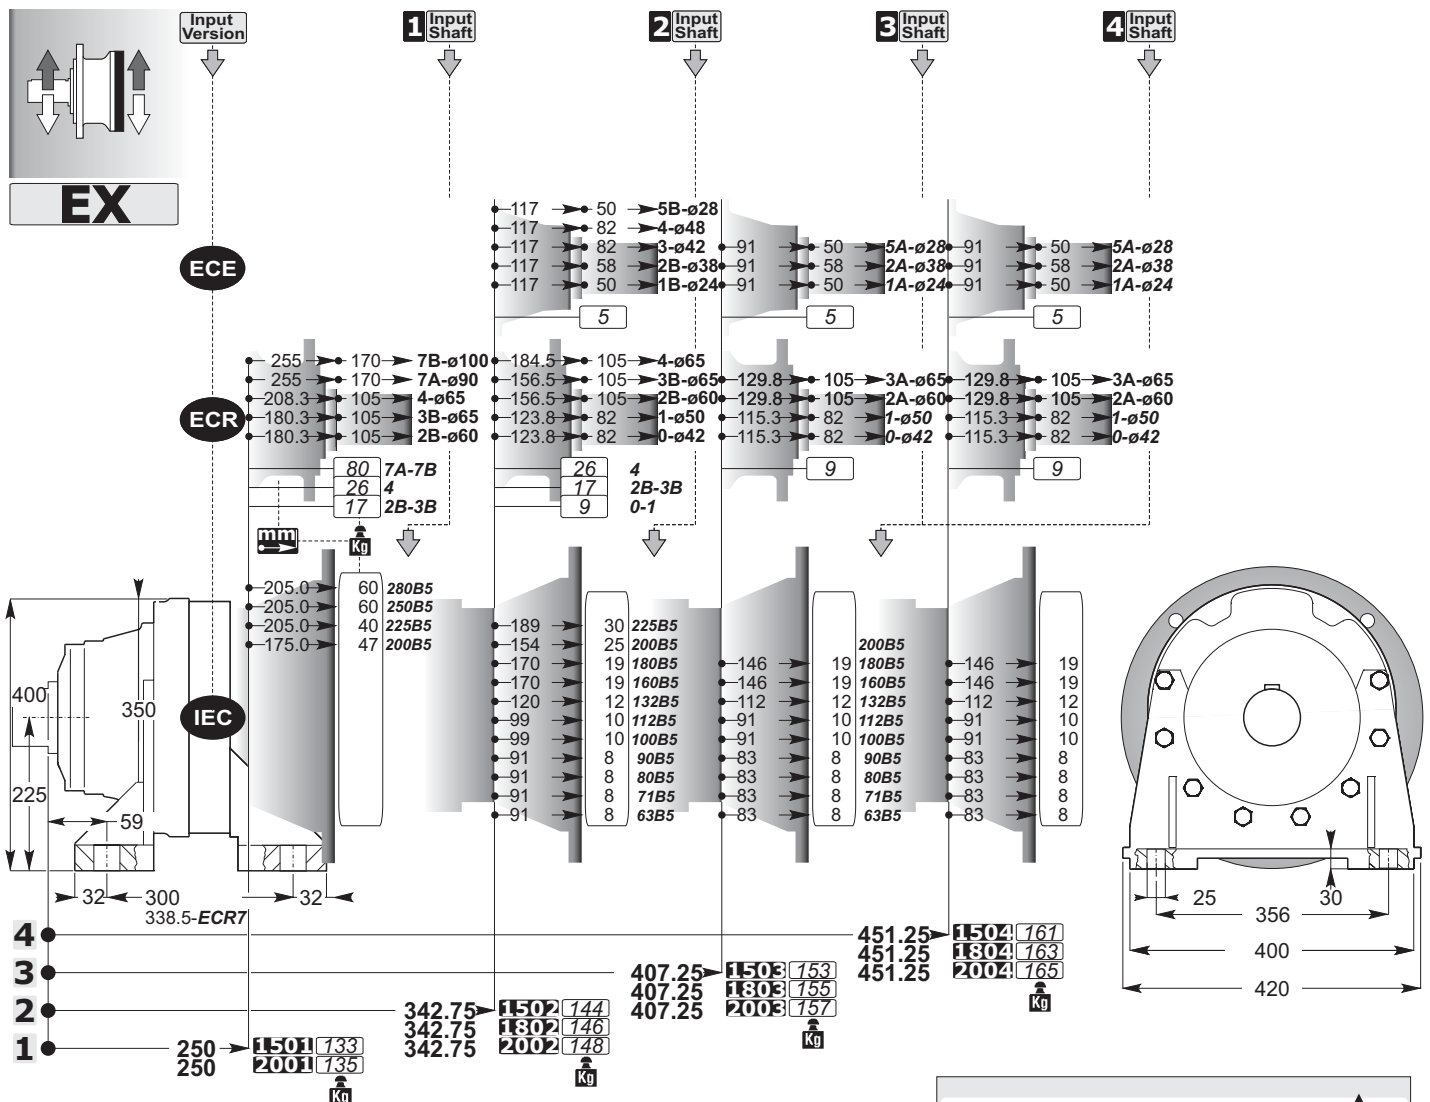 Input Version
1 Input Shaft
2 Input Shaft
3 Input Shaft
4 Input Shaft
EX
ECE
117 50 5B-ø28
117 82 4-ø48
117 82 3-ø42 91 50 5A-ø28 91 50 5A-ø28
117 58 2B-ø38 91 58 2A-ø38 91 58 2A-ø38
117 50 1B-ø24 91 50 1A-ø24 91 50 1A-ø24
5 5 5
ECR
255 170 7B-ø100 184.5 105 4-ø65
255 170 7A-ø90 156.5 105 3B-ø65 129.8 105 3A-ø65 129.8 105 3A-ø65
208.3 105 4-ø65 156.5 105 2B-ø60 129.8 105 2A-ø60 129.8 105 2A-ø60
180.3 105 3B-ø65 123.8 82 1-ø50 115.3 82 1-ø50 115.3 82 1-ø50
180.3 105 2B-ø60 123.8 82 0-ø42 115.3 82 0-ø42 115.3 82 0-ø42
80 7A-7B 26 4 9 9
26 4 17 2B-3B
17 2B-3B 9 0-1
mm Kg
IEC
205.0 60 280B5
205.0 60 250B5
205.0 40 225B5 189 30 225B5
175.0 47 200B5 154 25 200B5 200B5
170 19 180B5 146 19 180B5 146 19
170 19 160B5 146 19 160B5 146 19
120 12 132B5 112 12 132B5 112 12
99 10 112B5 91 10 112B5 91 10
99 10 100B5 91 10 100B5 91 10
91 8 90B5 83 8 90B5 83 8
91 8 80B5 83 8 80B5 83 8
91 8 71B5 83 8 71B5 83 8
91 8 63B5 83 8 63B5 83 8
400
350
225
59
32 300 32
338.5-ECR7
25 30
356
400
420
4 451.25 1504 161
451.25 1804 163
451.25 2004 165
Kg
3 407.25 1503 153
407.25 1803 155
407.25 2003 157
Kg
2 342.75 1502 144
342.75 1802 146
342.75 2002 148
Kg
1 250 1501 133
250 2001 135
Kg